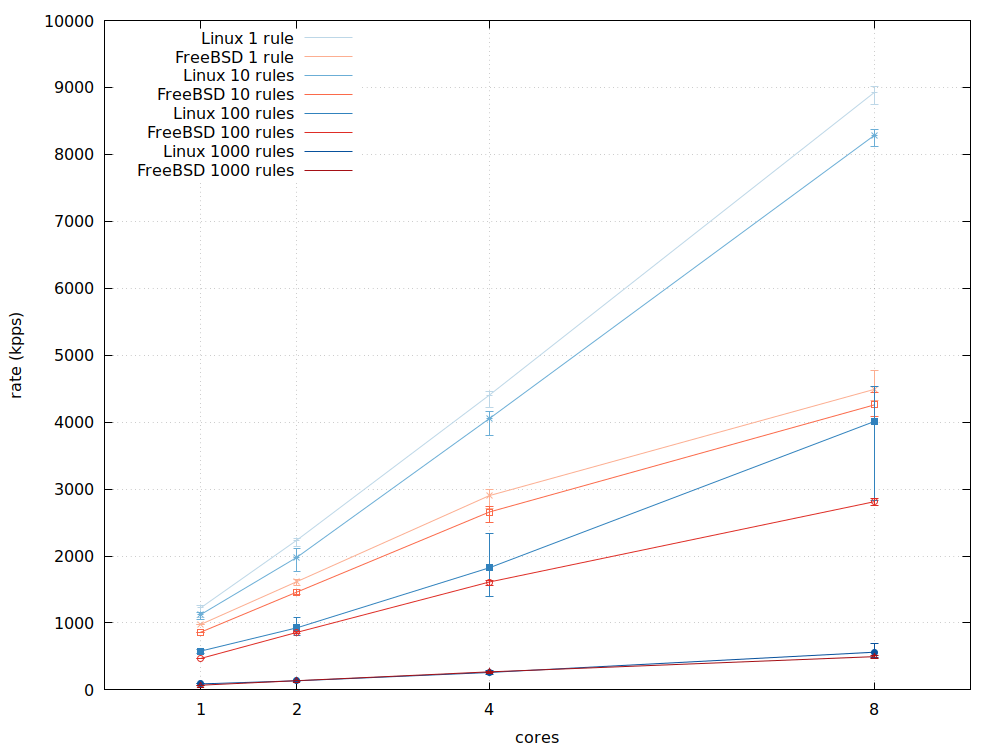 10000
9000
8000
7000
6000
5000
4000
3000
2000
1000
0
rate (kpps)
Linux 1 rule
FreeBSD 1 rule
Linux 10 rules
FreeBSD 10 rules
Linux 100 rules
FreeBSD 100 rules
Linux 1000 rules
FreeBSD 1000 rules
1 2 4 8
cores